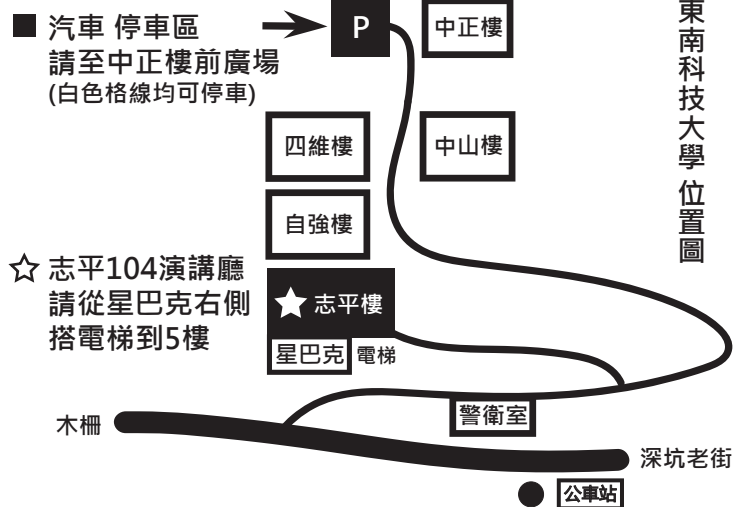 ■ 汽車 停車區
請至中正樓前廣場
(白色格線均可停車)
P
中正樓
東南科技大學 位置圖
四維樓
中山樓
自強樓
☆ 志平104演講廳
請從星巴克右側
搭電梯到5樓
★ 志平樓
星巴克 電梯
警衛室
木柵
深坑老街
公車站